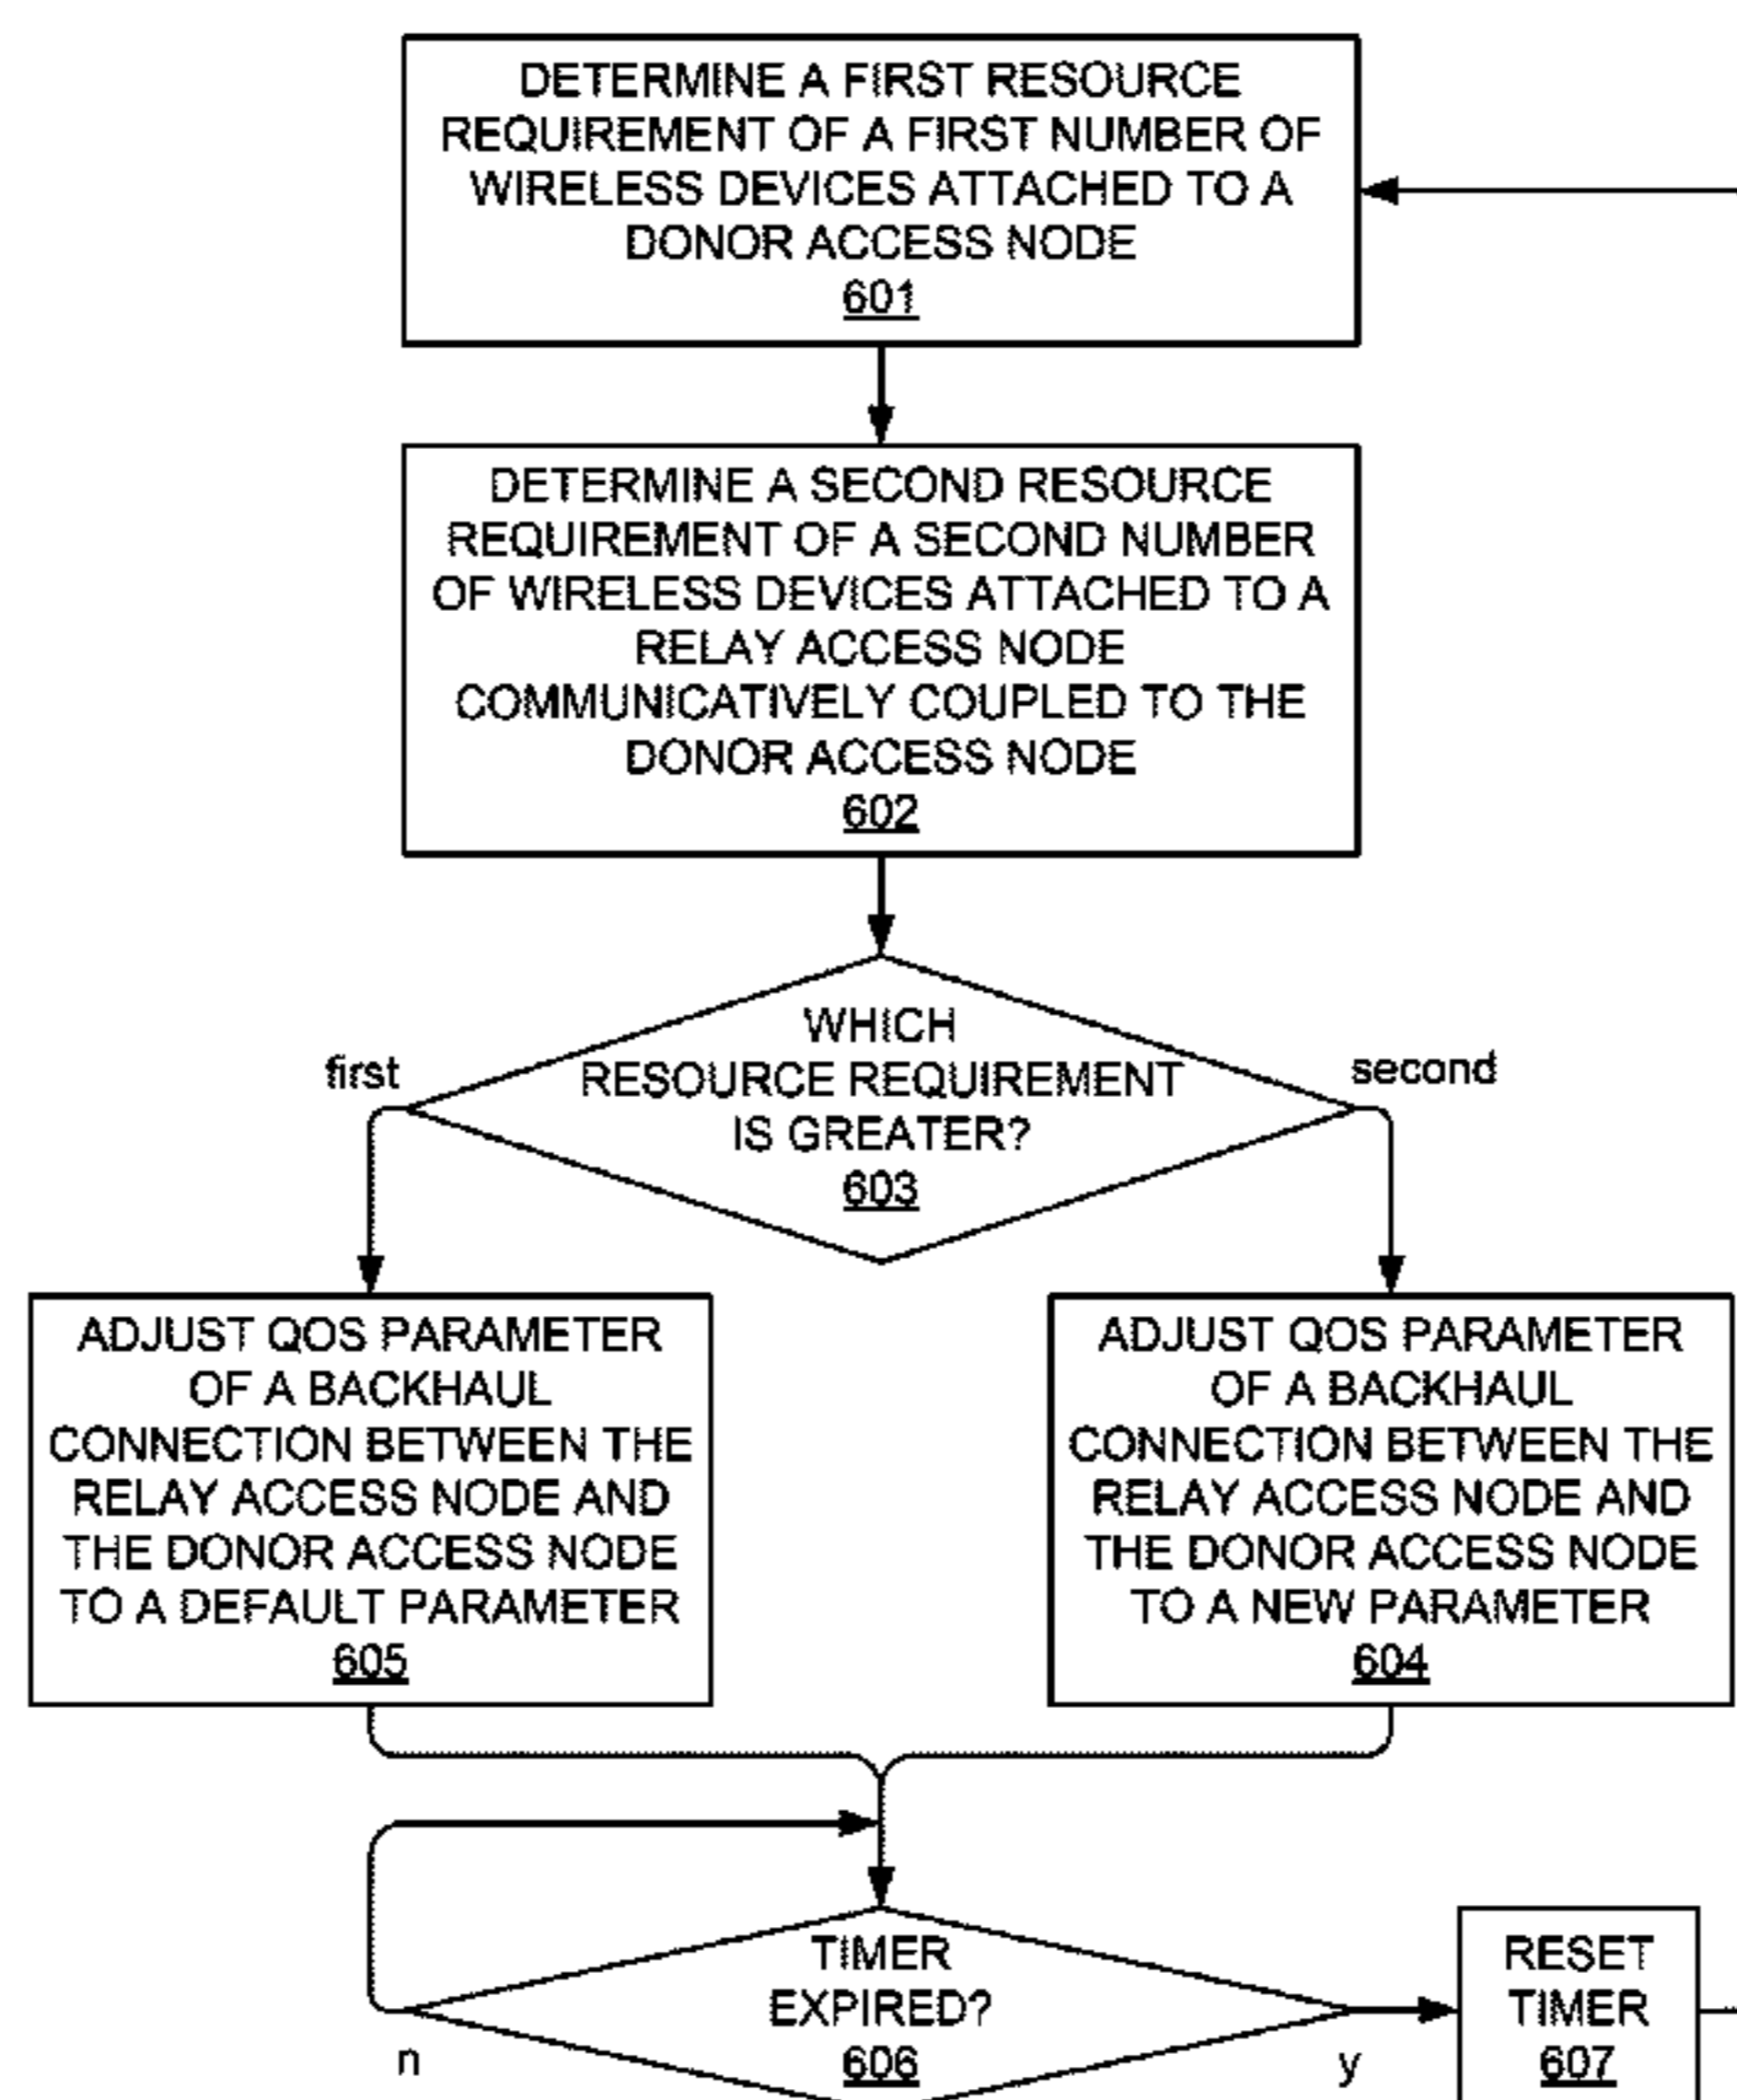 DETERMINE A FIRST RESOURCE
REQUIREMENT OF A FIRST NUMBER OF
WIRELESS DEVICES ATTACHED TO A
DONOR ACCESS NODE
601
DETERMINE A SECOND RESOURCE
REQUIREMENT OF A SECOND NUMBER
OF WIRELESS DEVICES ATTACHED TO A
RELAY ACCESS NODE
COMMUNICATIVELY COUPLED TO THE
DONOR ACCESS NODE
602
WHICH
RESOURCE REQUIREMENT
IS GREATER?
603
first
second
ADJUST QOS PARAMETER
OF A BACKHAUL
CONNECTION BETWEEN THE
RELAY ACCESS NODE AND
THE DONOR ACCESS NODE
TO A DEFAULT PARAMETER
605
ADJUST QOS PARAMETER
OF A BACKHAUL
CONNECTION BETWEEN THE
RELAY ACCESS NODE AND
THE DONOR ACCESS NODE
TO A NEW PARAMETER
604
TIMER
EXPIRED?
606
n
y
RESET
TIMER
607